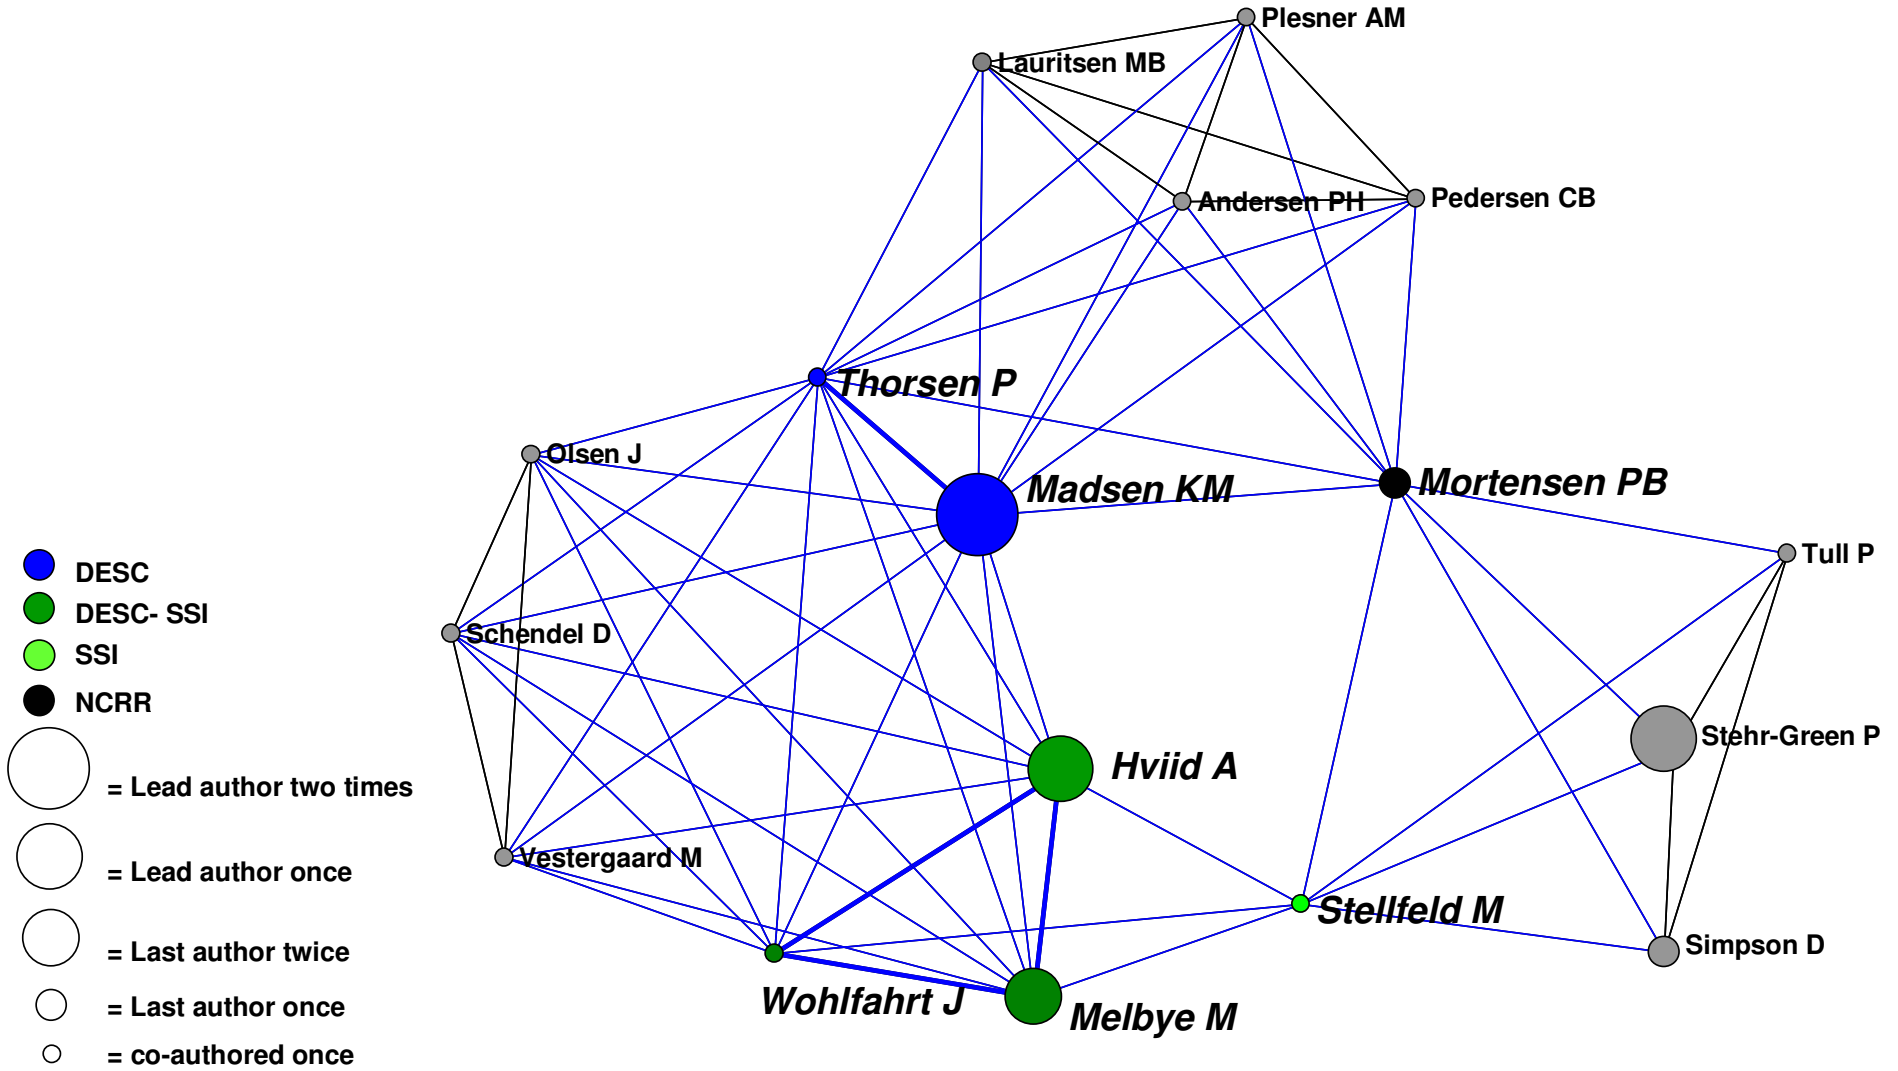 Plesner AM
Lauritsen MB
Andersen PH
Pedersen CB
Thorsen P
Olsen J
Madsen KM
Mortensen PB
Tull P
DESC
DESC- SSI
SSI
NCRR
Schendel D
Stehr-Green P
Hviid A
= Lead author two times
Vestergaard M
= Lead author once
Stellfeld M
Simpson D
= Last author twice
Wohlfahrt J
Melbye M
= Last author once
= co-authored once